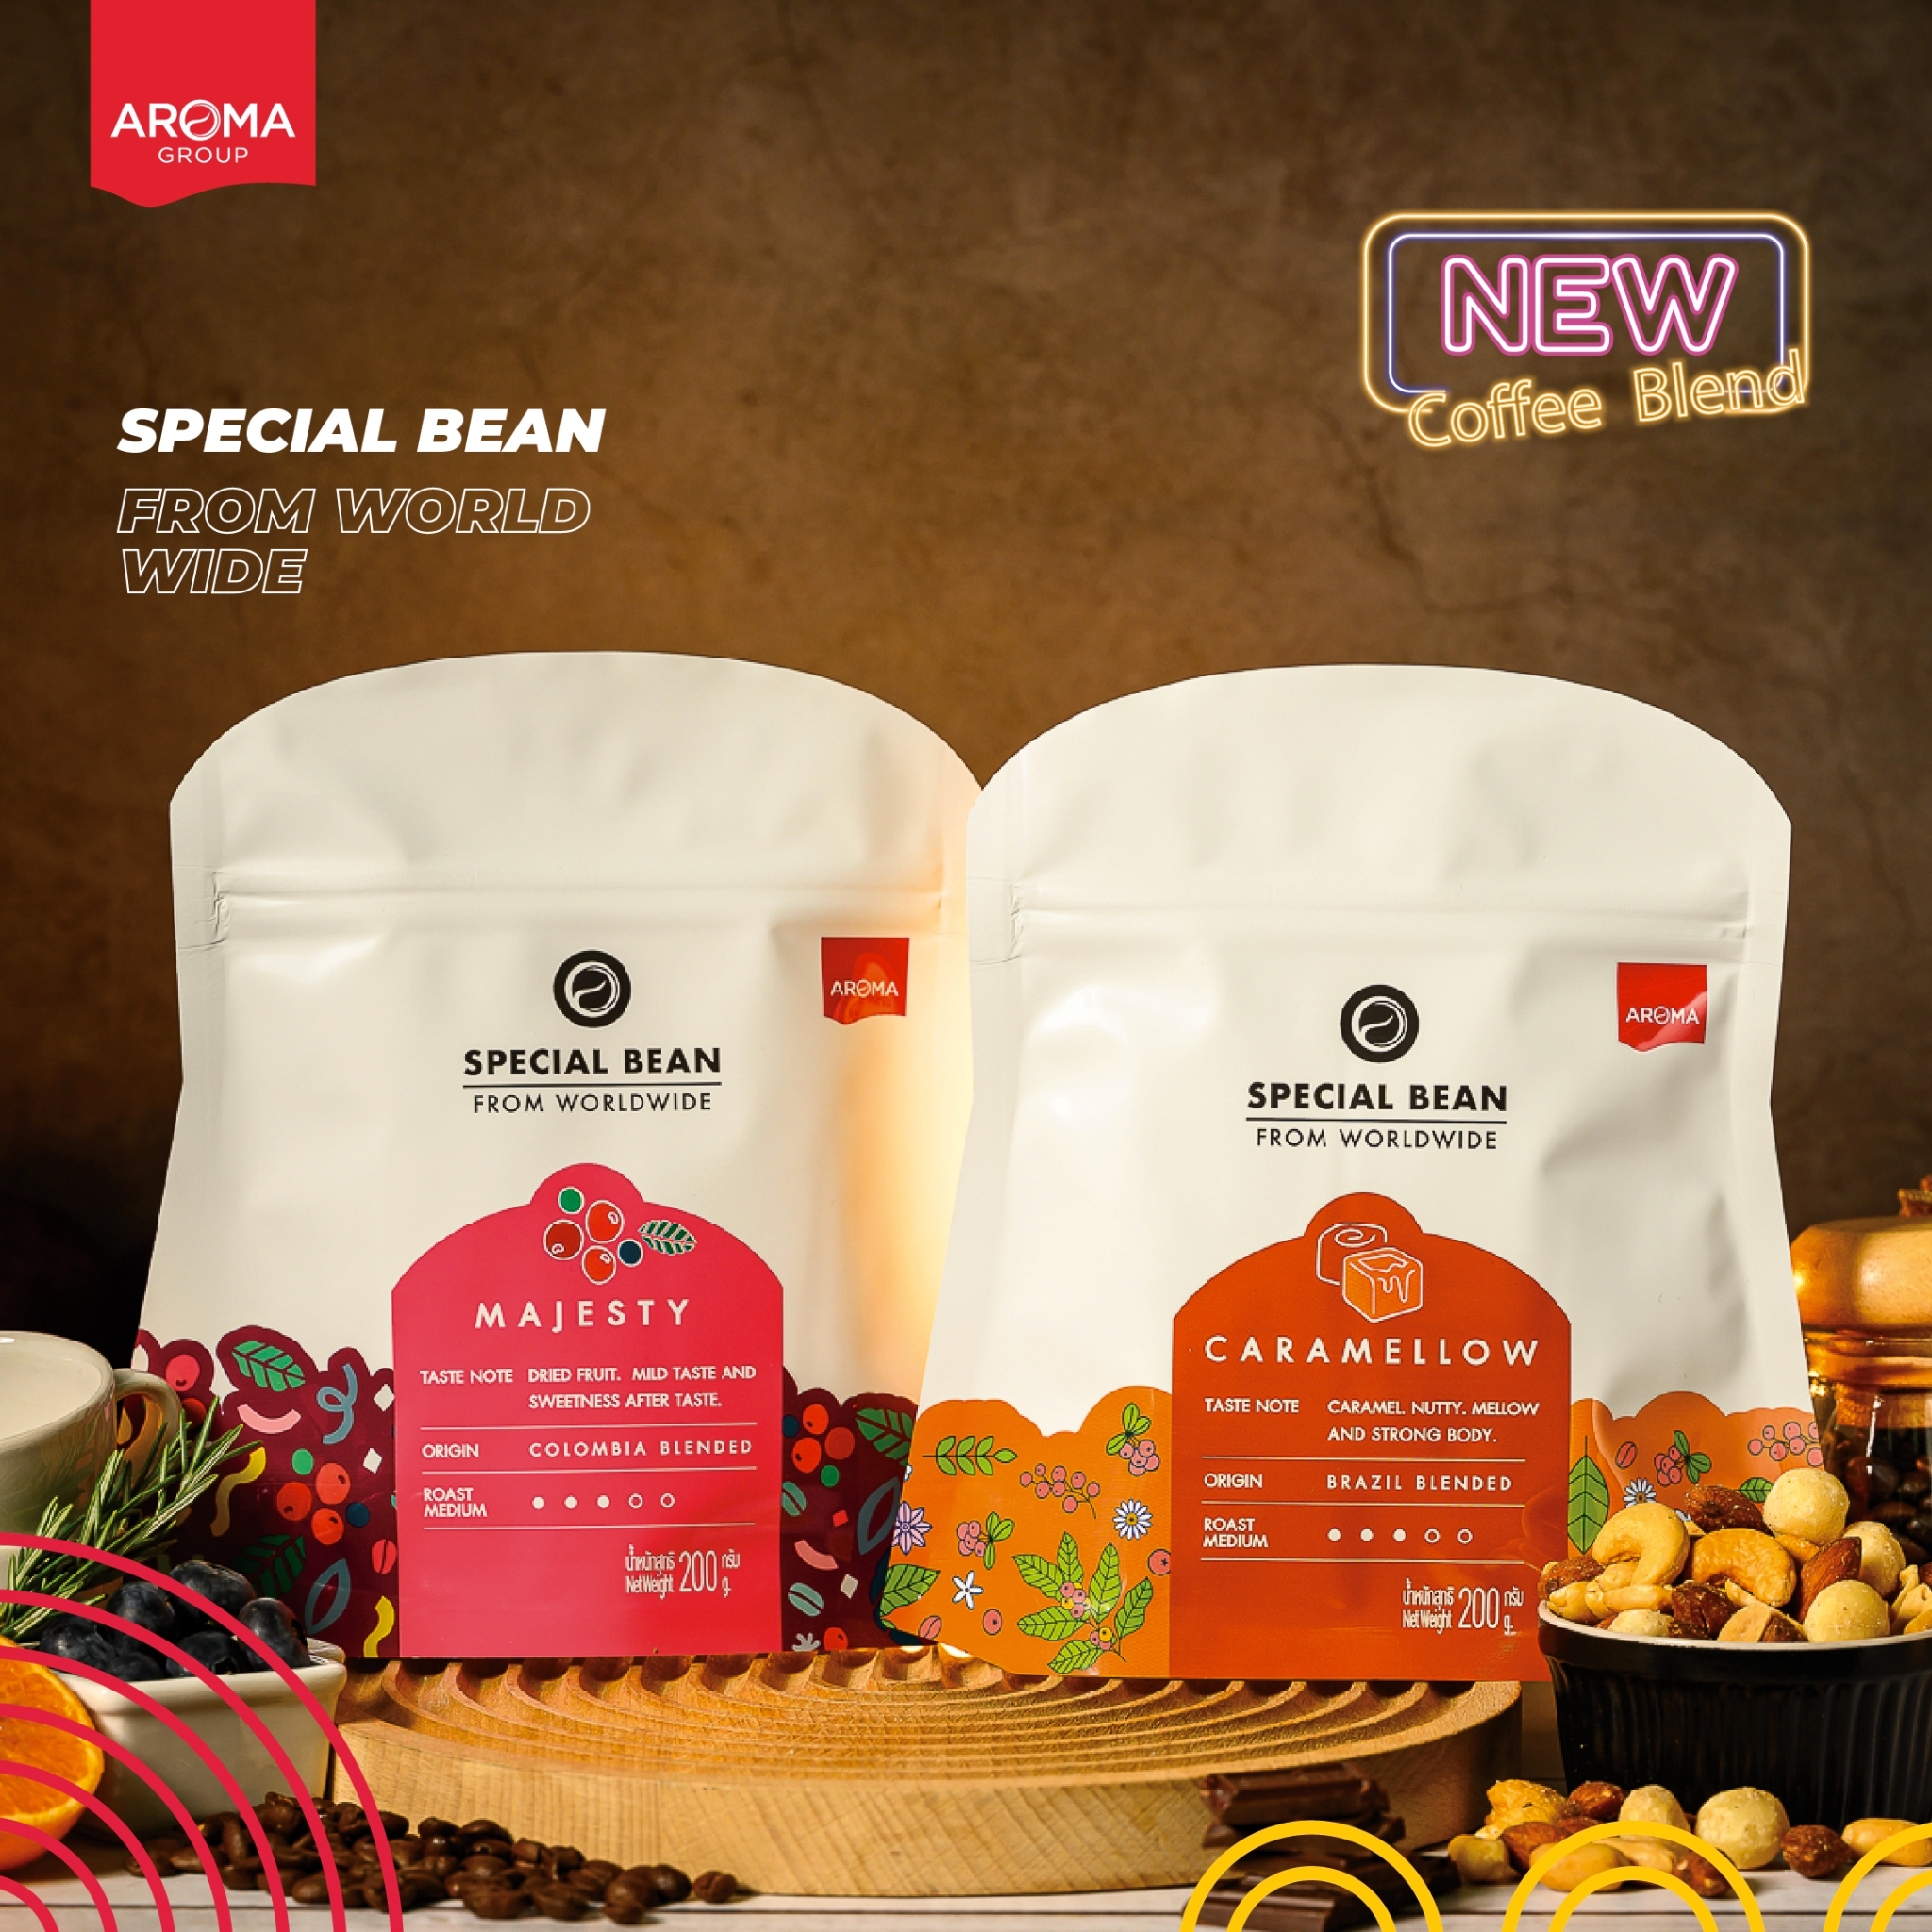 AROMA
GROUP
NEW
Coffee Blend
SPECIAL BEAN
FROM WORLD
WIDE
AROMA
SPECIAL BEAN
FROM WORLDWIDE
MAJESTY
TASTE NOTE DRIED FRUIT. MILD TASTE AND
SWEETNESS AFTER TASTE.
ORIGIN COLOMBIA BLENDED
ROAST
MEDIUM
น้ำหนักสุทธิ 200 กรัม
Net Weight g.
AROMA
SPECIAL BEAN
FROM WORLDWIDE
CARAMELLOW
TASTE NOTE CARAMEL. NUTTY. MELLOW
AND STRONG BODY.
ORIGIN BRAZIL BLENDED
ROAST
MEDIUM
น้ำหนักสุทธิ 200 กรัม
Net Weight g.